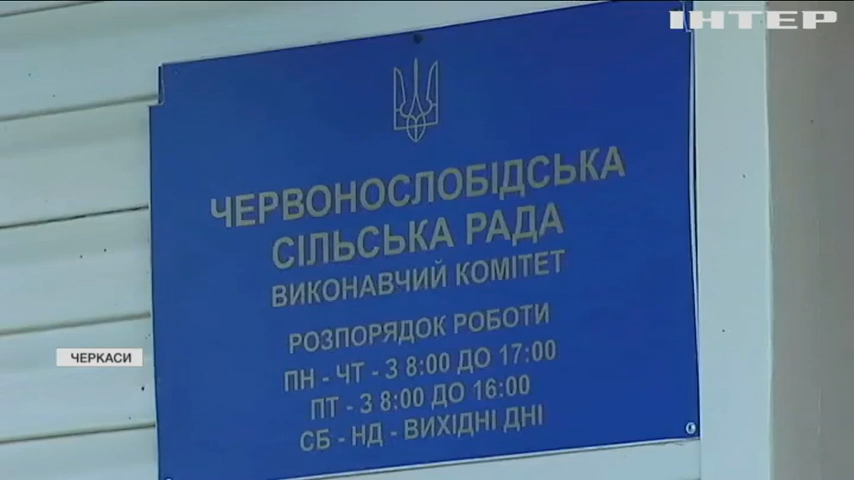 ІНТЕР
ЧЕРВОНОСЛОБІДСЬКА
СІЛЬСЬКА РАДА
ВИКОНАВЧИЙ КОМІТЕТ
РОЗПОРЯДОК РОБОТИ
ПН - ЧТ - З 8:00 ДО 17:00
ПТ - З 8:00 ДО 16:00
СБ - НД - ВИХІДНІ ДНІ
ЧЕРКАСИ